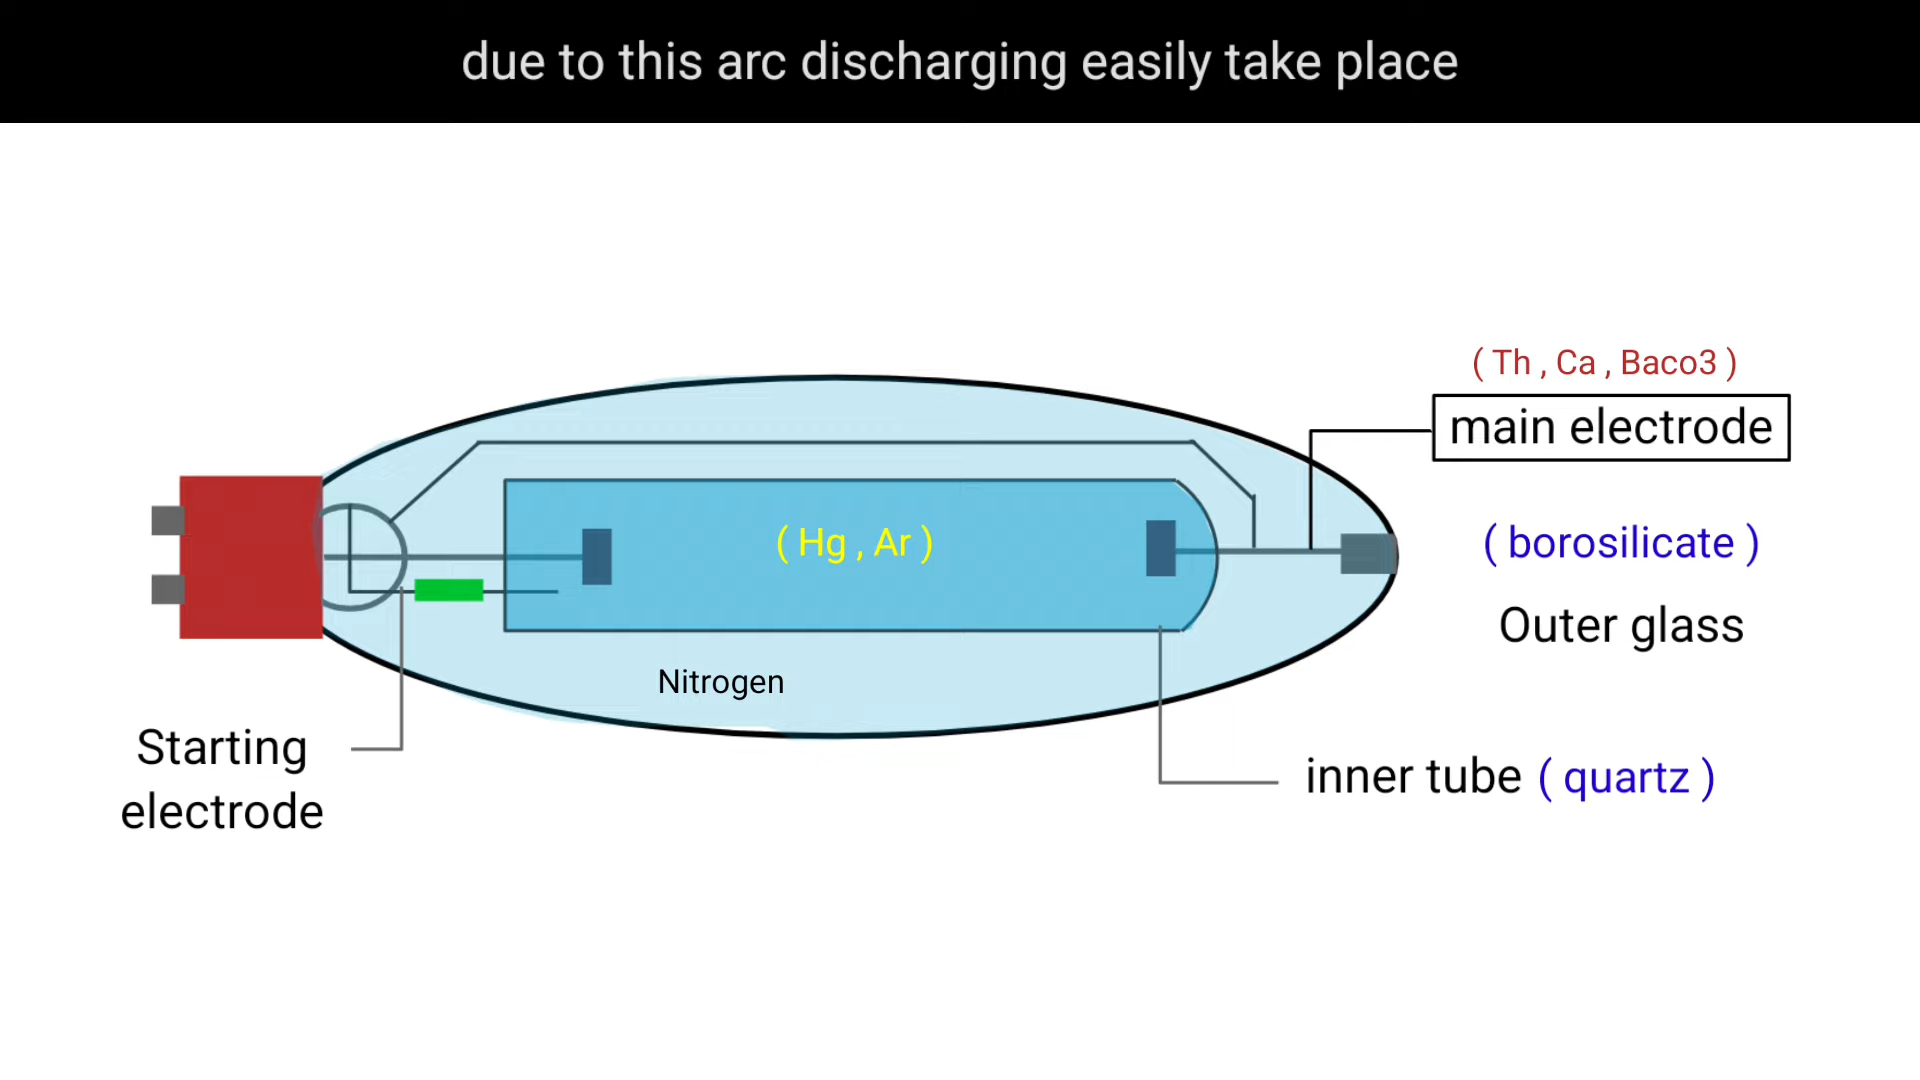 due to this arc discharging easily take place
( Th , Ca , Baco3 )
main electrode
( Hg , Ar )
( borosilicate )
Outer glass
Nitrogen
Starting
electrode
inner tube ( quartz )